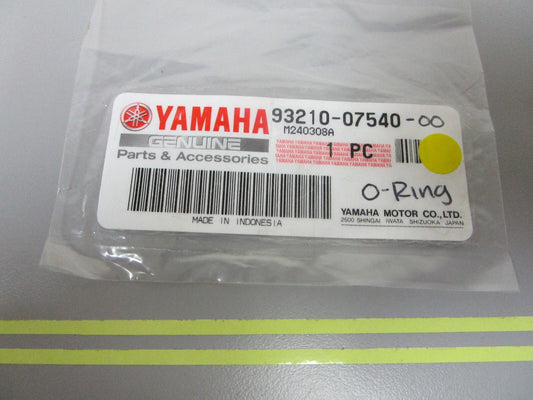 YAMAHA 93210-07540-00
M240308A
GENUINE 1 PC
Parts & Accessories
O-Ring
MADE IN INDONESIA
YAMAHA MOTOR CO., LTD.
2500 SHINGAI IWATA SHIZUOKA JAPAN